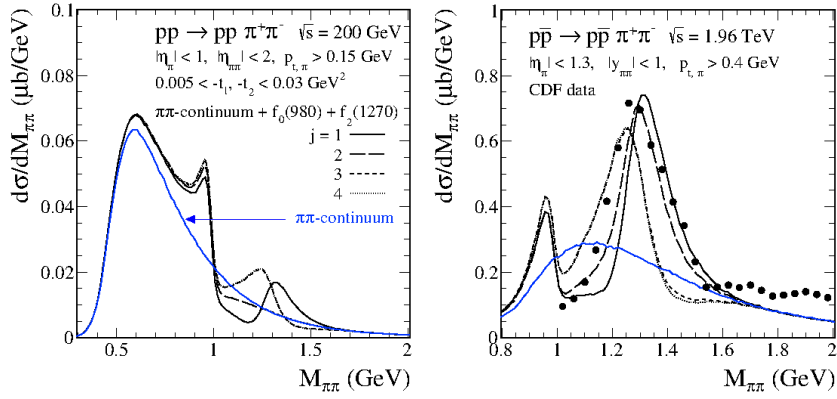 pp → pp π⁺π⁻ √s = 200 GeV
|η_π| < 1, |η_ππ| < 2, p_t,π > 0.15 GeV
0.005 < -t₁, -t₂ < 0.03 GeV²
ππ-continuum + f₀(980) + f₂(1270)
j = 1
2
3
4
ππ-continuum
dσ/dM_ππ (μb/GeV)
0.1
0.08
0.06
0.04
0.02
0
0.5 1 1.5 2
M_ππ (GeV)
pp̄ → pp̄ π⁺π⁻ √s = 1.96 TeV
|η_π| < 1.3, |y_ππ| < 1, p_t,π > 0.4 GeV
CDF data
dσ/dM_ππ (μb/GeV)
1
0.8
0.6
0.4
0.2
0
0.8 1 1.2 1.4 1.6 1.8 2
M_ππ (GeV)